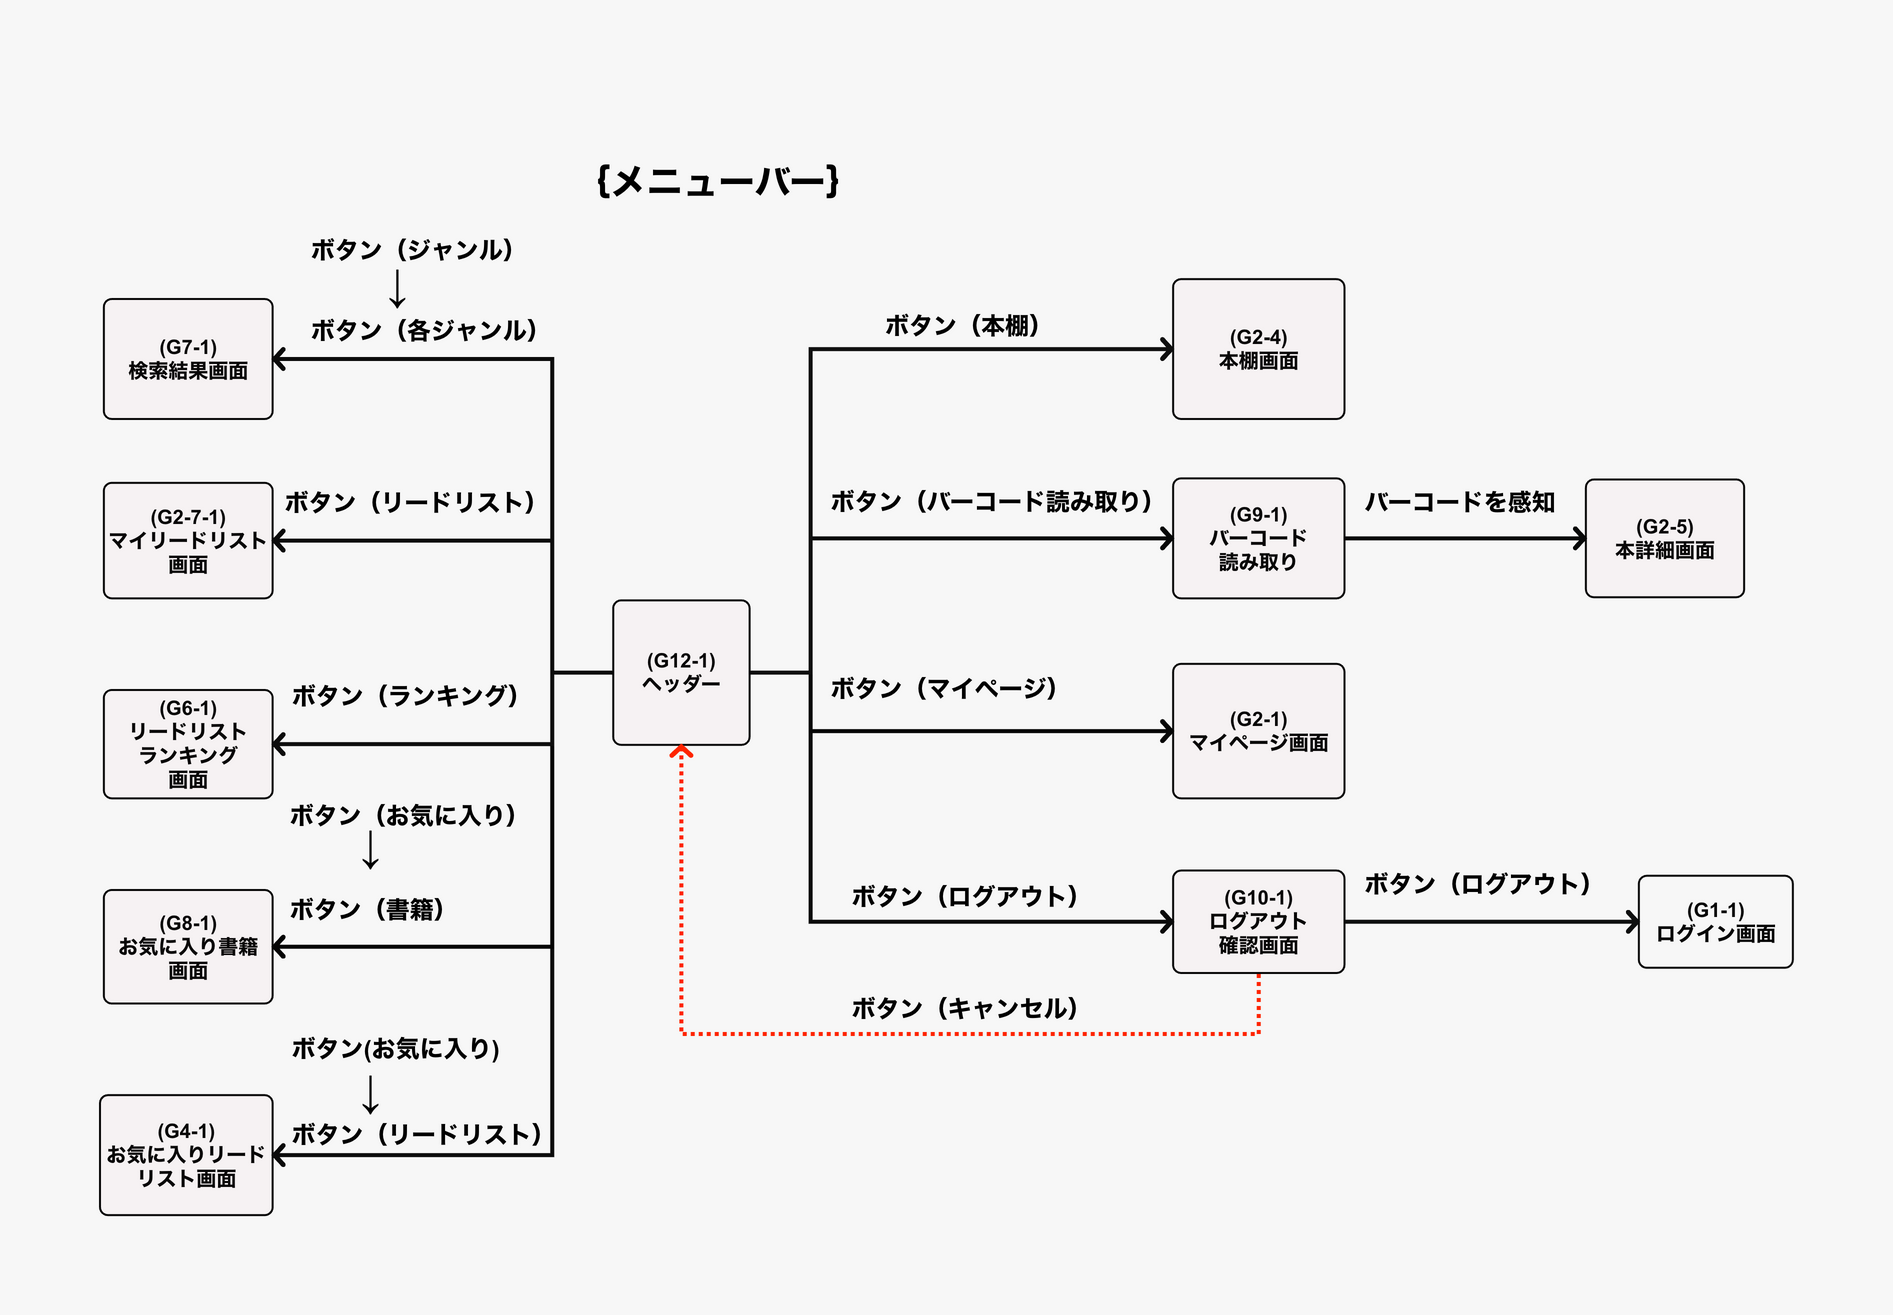 {メニューバー}
ボタン（ジャンル）
ボタン（各ジャンル）
(G7-1)
検索結果画面
ボタン（リードリスト）
(G2-7-1)
マイリードリスト
画面
ボタン（ランキング）
(G6-1)
リードリスト
ランキング
画面
ボタン（お気に入り）
ボタン（書籍）
(G8-1)
お気に入り書籍
画面
ボタン(お気に入り)
ボタン（リードリスト）
(G4-1)
お気に入りリード
リスト画面
(G12-1)
ヘッダー
ボタン（本棚）
(G2-4)
本棚画面
ボタン（バーコード読み取り）
(G9-1)
バーコード
読み取り
バーコードを感知
(G2-5)
本詳細画面
ボタン（マイページ）
(G2-1)
マイページ画面
ボタン（ログアウト）
(G10-1)
ログアウト
確認画面
ボタン（ログアウト）
(G1-1)
ログイン画面
ボタン（キャンセル）